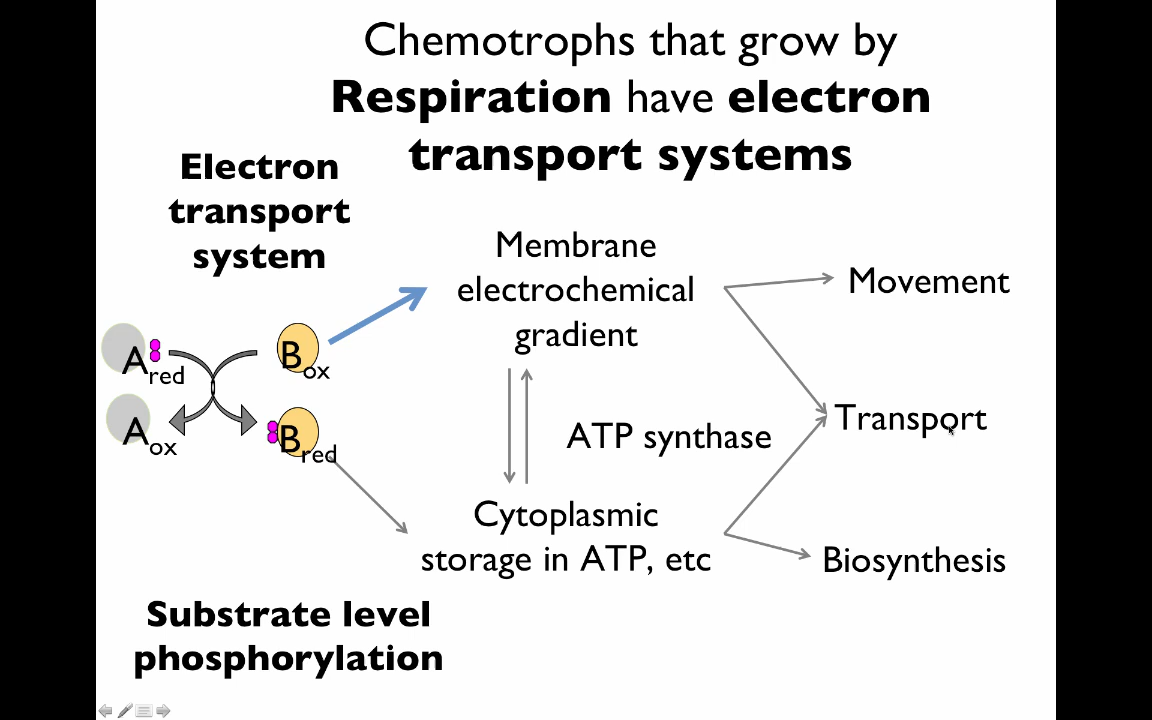 Chemotrophs that grow by
Respiration have electron
transport systems
Electron
transport
system
Membrane
electrochemical
gradient
Movement
A red
B ox
A ox
B red
ATP synthase
Transport
Cytoplasmic
storage in ATP, etc
Biosynthesis
Substrate level
phosphorylation